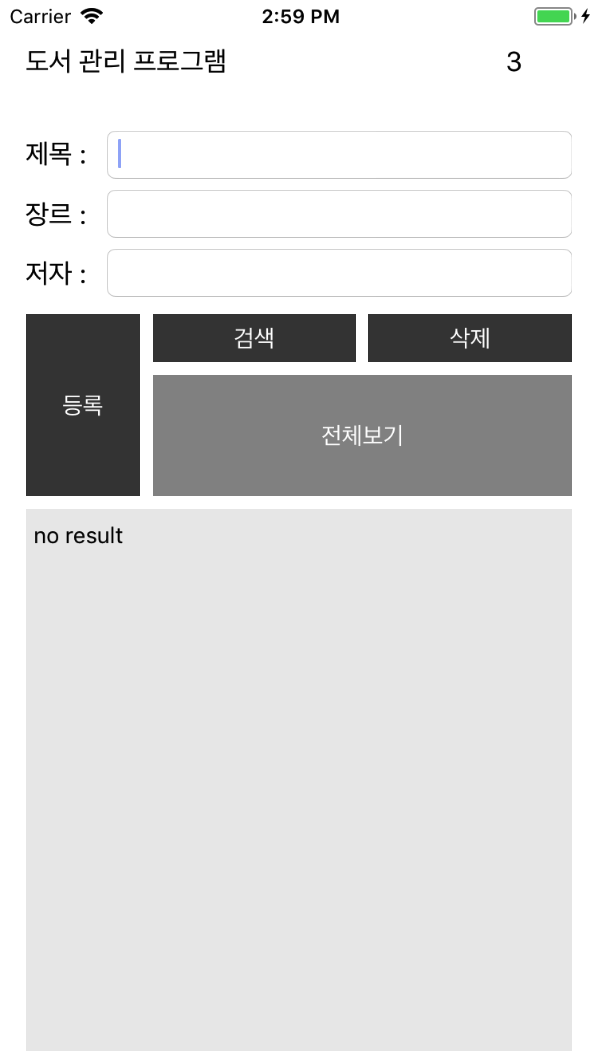 Carrier 2:59 PM
도서 관리 프로그램 3
제목 :
장르 :
저자 :
검색 삭제
등록
전체보기
no result